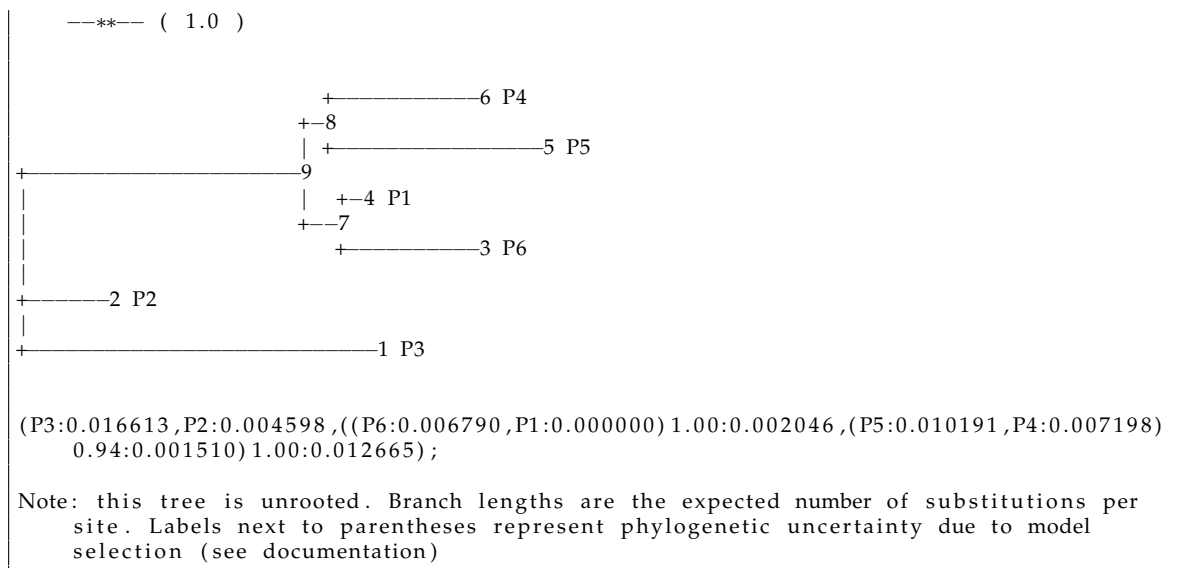 ——**—— ( 1.0 )
+———————————6 P4
+—8
| +————————————————5 P5
+—————————————————————9
| | +—4 P1
| +——7
| +——————————3 P6
|
+——————2 P2
|
+———————————————————————————1 P3
(P3:0.016613,P2:0.004598,((P6:0.006790,P1:0.000000)1.00:0.002046,(P5:0.010191,P4:0.007198)
0.94:0.001510)1.00:0.012665);
Note: this tree is unrooted. Branch lengths are the expected number of substitutions per
site. Labels next to parentheses represent phylogenetic uncertainty due to model
selection (see documentation)